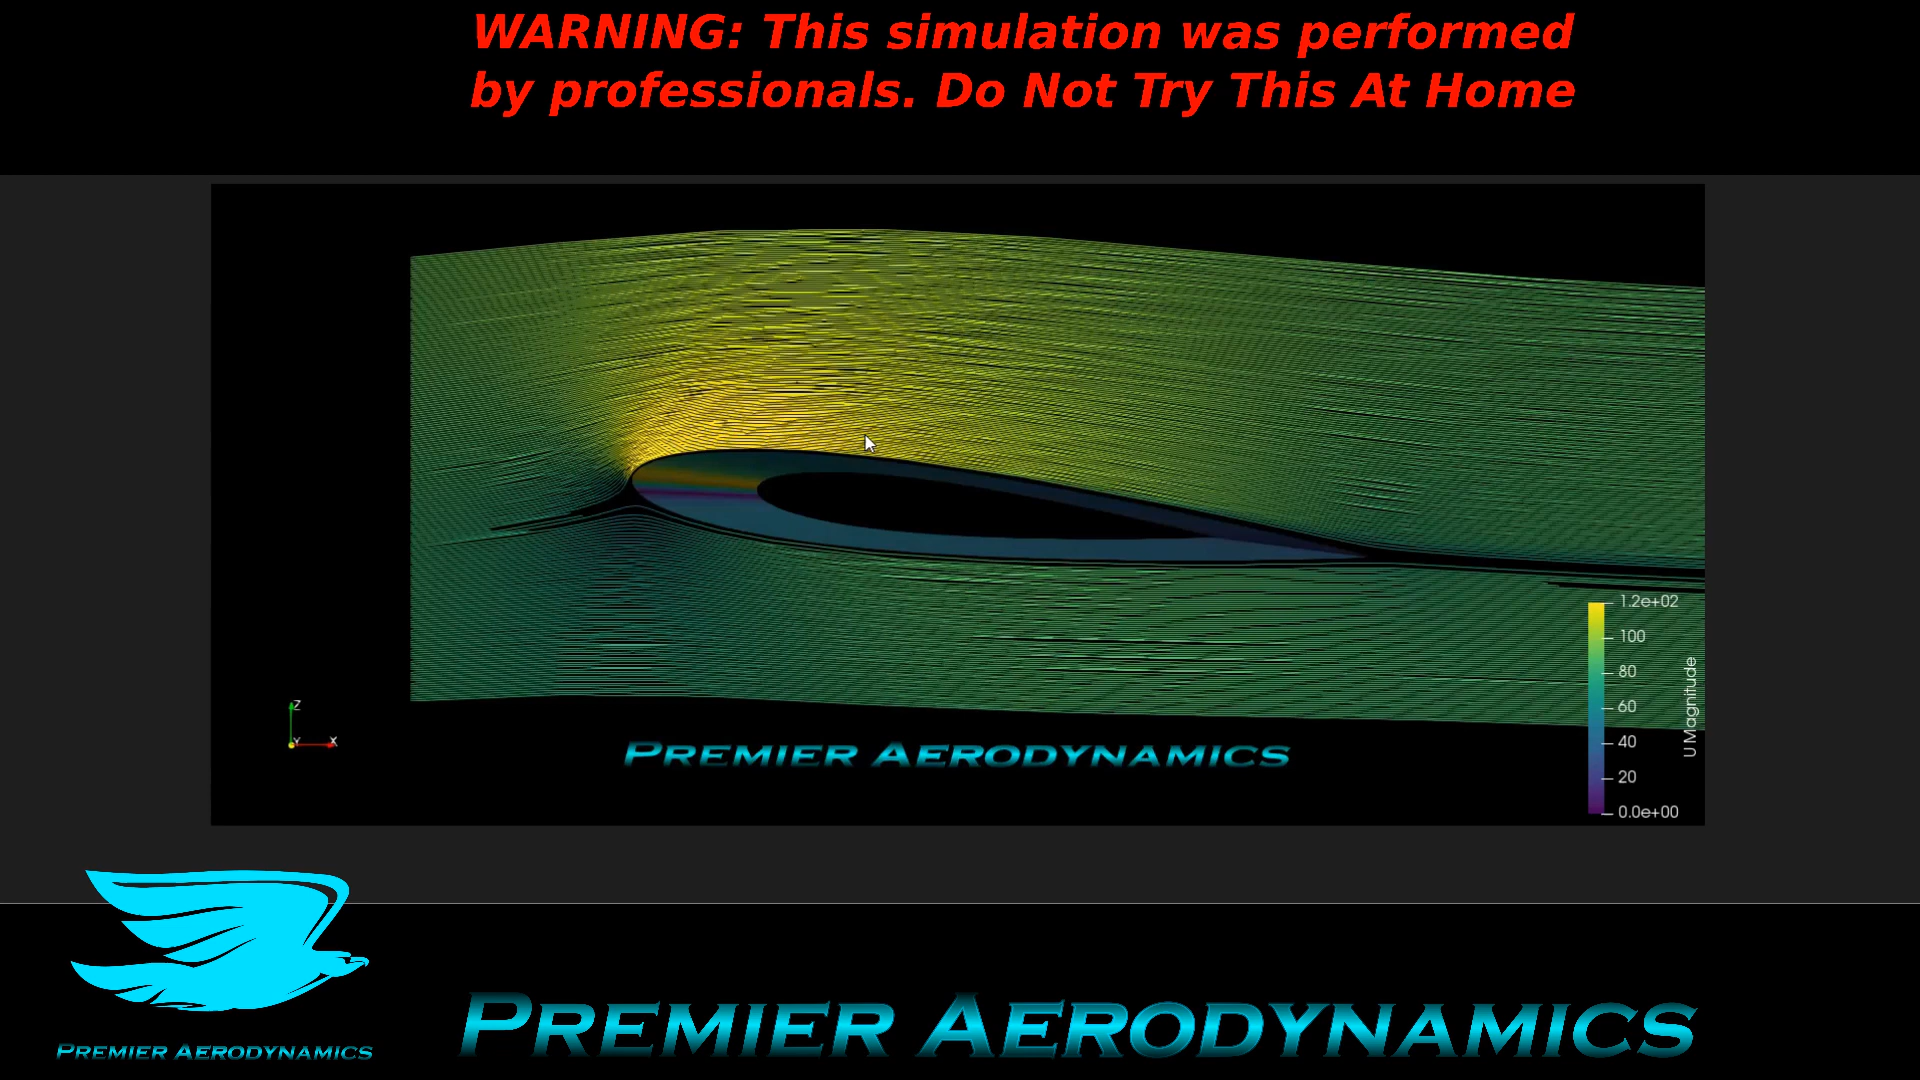 WARNING: This simulation was performed
by professionals. Do Not Try This At Home
1.2e+02
100
80
60
40
20
0.0e+00
U Magnitude
Z
Y
X
PREMIER AERODYNAMICS
PREMIER AERODYNAMICS
PREMIER AERODYNAMICS